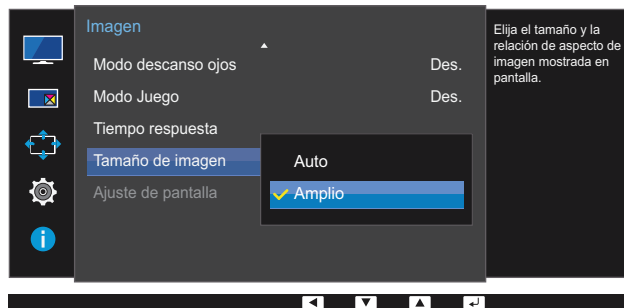 Imagen
Modo descanso ojos Des.
Modo Juego Des.
Tiempo respuesta
Tamaño de imagen
Ajuste de pantalla
Auto
Amplio
Elija el tamaño y la
relación de aspecto de
imagen mostrada en
pantalla.